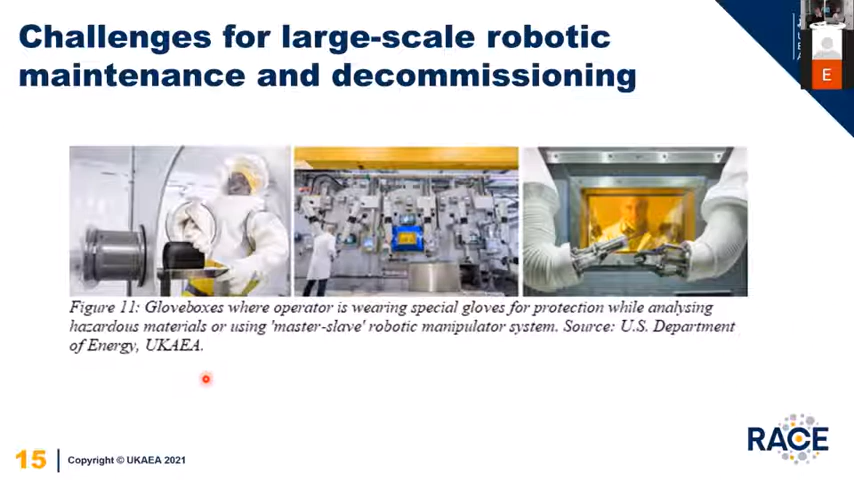 Challenges for large-scale robotic
maintenance and decommissioning
E
Figure 11: Gloveboxes where operator is wearing special gloves for protection while analysing
hazardous materials or using 'master-slave' robotic manipulator system. Source: U.S. Department
of Energy, UKAEA.
RACE
15
Copyright © UKAEA 2021